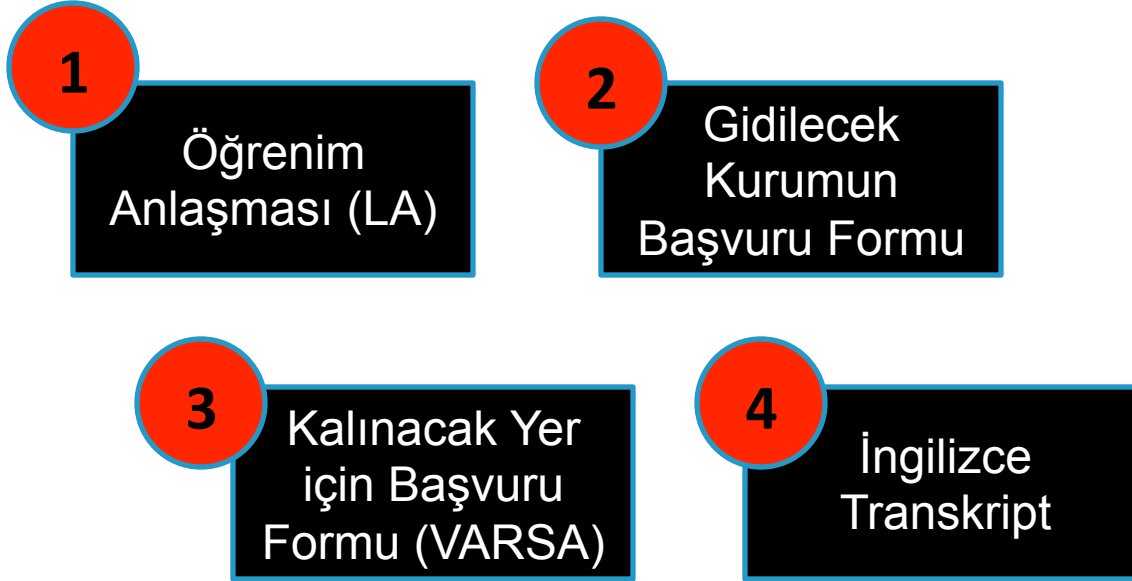 1
Öğrenim
Anlaşması (LA)
2
Gidilecek
Kurumun
Başvuru Formu
3
Kalınacak Yer
için Başvuru
Formu (VARSA)
4
İngilizce
Transkript